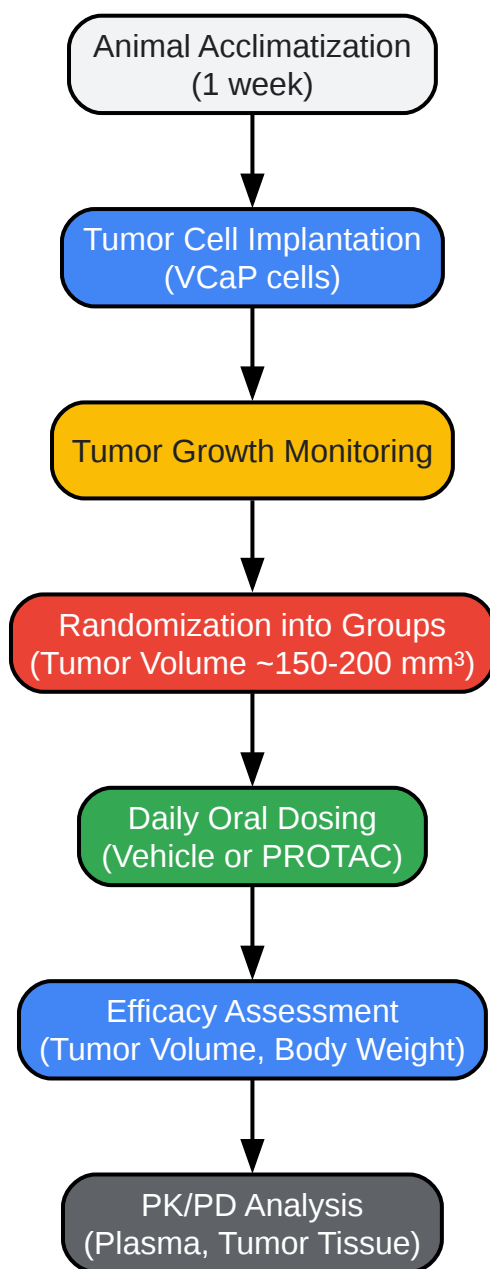 Animal Acclimatization
(1 week)
Tumor Cell Implantation
(VCaP cells)
Tumor Growth Monitoring
Randomization into Groups
(Tumor Volume ~150-200 mm³)
Daily Oral Dosing
(Vehicle or PROTAC)
Efficacy Assessment
(Tumor Volume, Body Weight)
PK/PD Analysis
(Plasma, Tumor Tissue)